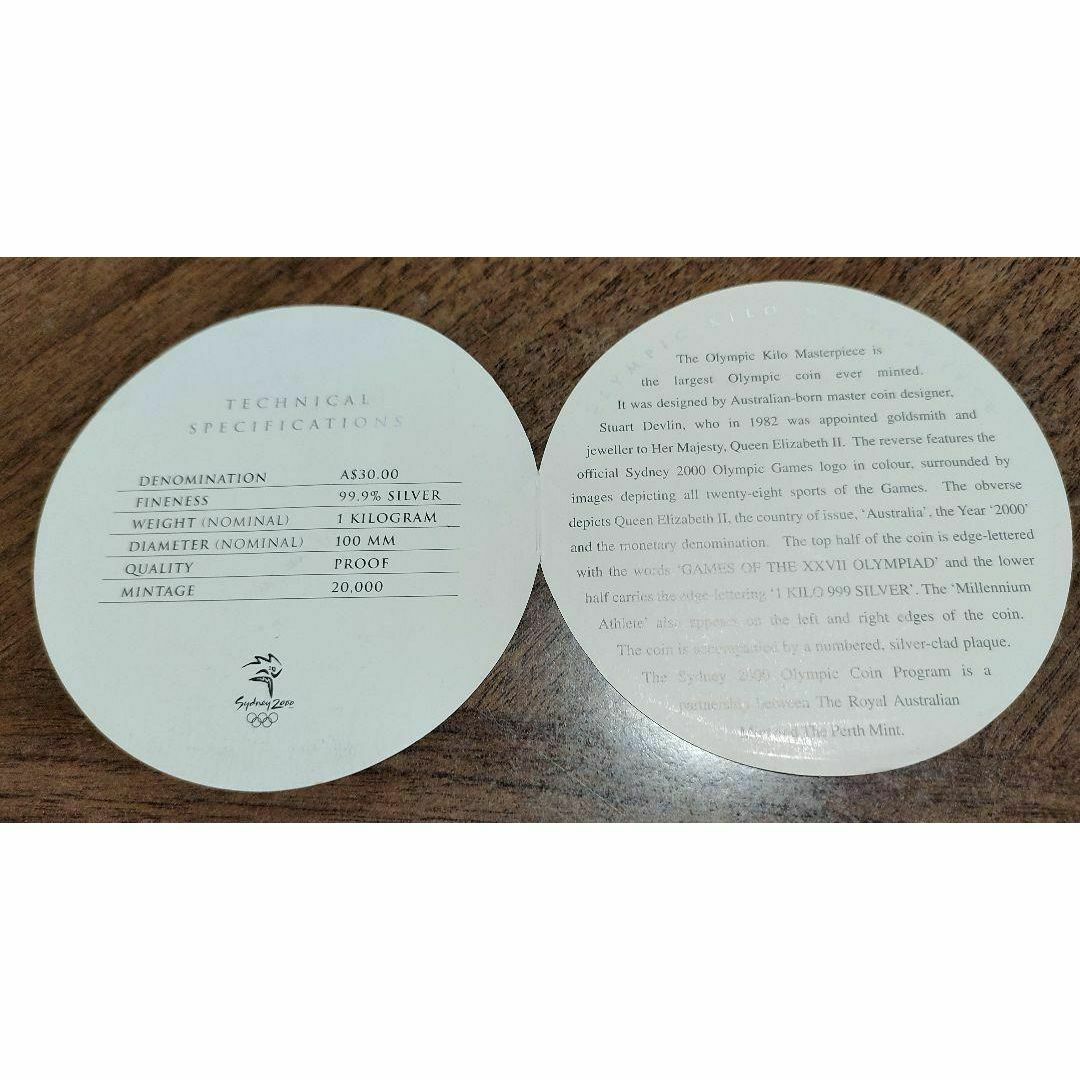 TECHNICAL
SPECIFICATIONS
DENOMINATION A$30.00
FINENESS 99.9% SILVER
WEIGHT (NOMINAL) 1 KILOGRAM
DIAMETER (NOMINAL) 100 MM
QUALITY PROOF
MINTAGE 20,000
Sydney 2000
OLYMPIC KILO
The Olympic Kilo Masterpiece is
the largest Olympic coin ever minted.
It was designed by Australian-born master coin designer,
Stuart Devlin, who in 1982 was appointed goldsmith and
jeweller to Her Majesty, Queen Elizabeth II. The reverse features the
official Sydney 2000 Olympic Games logo in colour, surrounded by
images depicting all twenty-eight sports of the Games. The obverse
depicts Queen Elizabeth II, the country of issue, ‘Australia’, the Year ‘2000’
and the monetary denomination. The top half of the coin is edge-lettered
with the words ‘GAMES OF THE XXVII OLYMPIAD’ and the lower
half carries the edge-lettering ‘1 KILO 999 SILVER’. The ‘Millennium
Athlete’ also appears on the left and right edges of the coin.
The coin is accompanied by a numbered, silver-clad plaque.
The Sydney 2000 Olympic Coin Program is a
partnership between The Royal Australian
The Perth Mint.